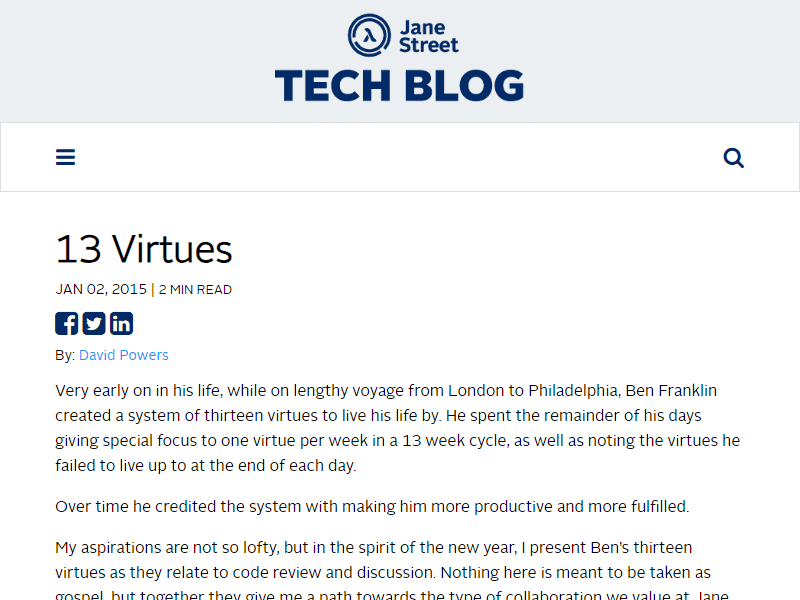 Jane
Street
TECH BLOG
13 Virtues
JAN 02, 2015 | 2 MIN READ
By: David Powers
Very early on in his life, while on lengthy voyage from London to Philadelphia, Ben Franklin
created a system of thirteen virtues to live his life by. He spent the remainder of his days
giving special focus to one virtue per week in a 13 week cycle, as well as noting the virtues he
failed to live up to at the end of each day.
Over time he credited the system with making him more productive and more fulfilled.
My aspirations are not so lofty, but in the spirit of the new year, I present Ben's thirteen
virtues as they relate to code review and discussion. Nothing here is meant to be taken as
gospel, but together they give me a path towards the type of collaboration we value at Jane